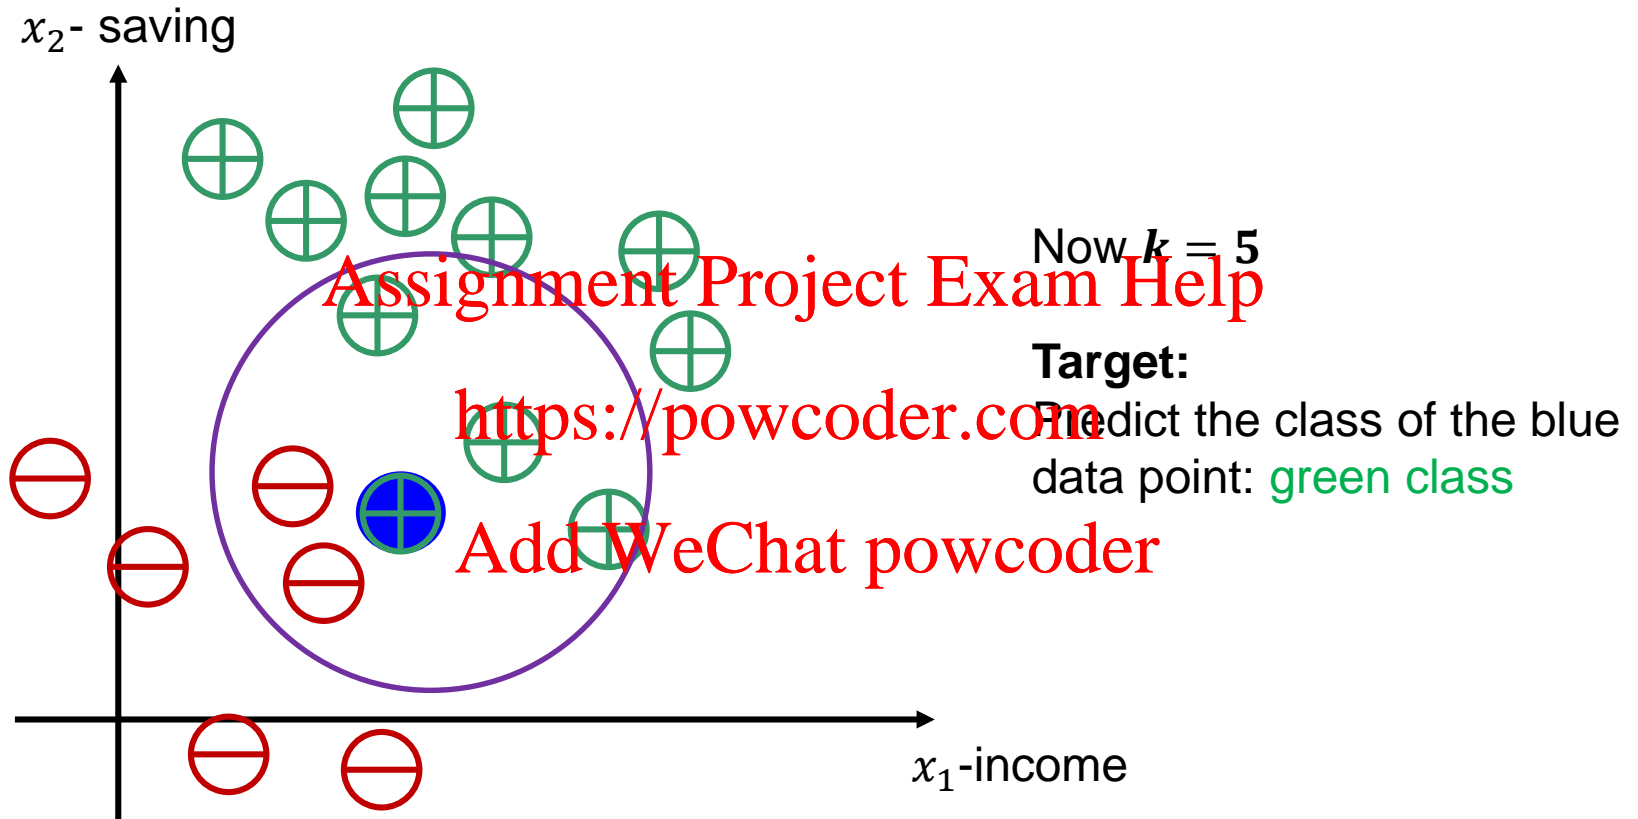 x₂- saving
Now k = 5
Assignment Project Exam Help
Target:
https://powcoder.com
Predict the class of the blue
data point: green class
Add WeChat powcoder
x₁-income